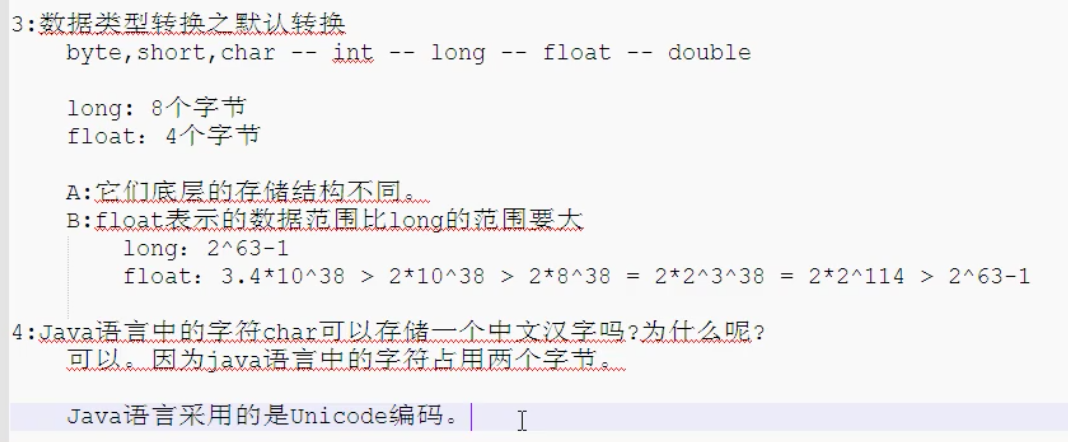 3:数据类型转换之默认转换
byte,short,char -- int -- long -- float -- double
long: 8个字节
float: 4个字节
A:它们底层的存储结构不同。
B:float表示的数据范围比long的范围要大
long: 2^63-1
float: 3.4*10^38 > 2*10^38 > 2*8^38 = 2*2^3^38 = 2*2^114 > 2^63-1
4:Java语言中的字符char可以存储一个中文汉字吗?为什么呢?
可以。因为java语言中的字符占用两个字节。
Java语言采用的是Unicode编码。